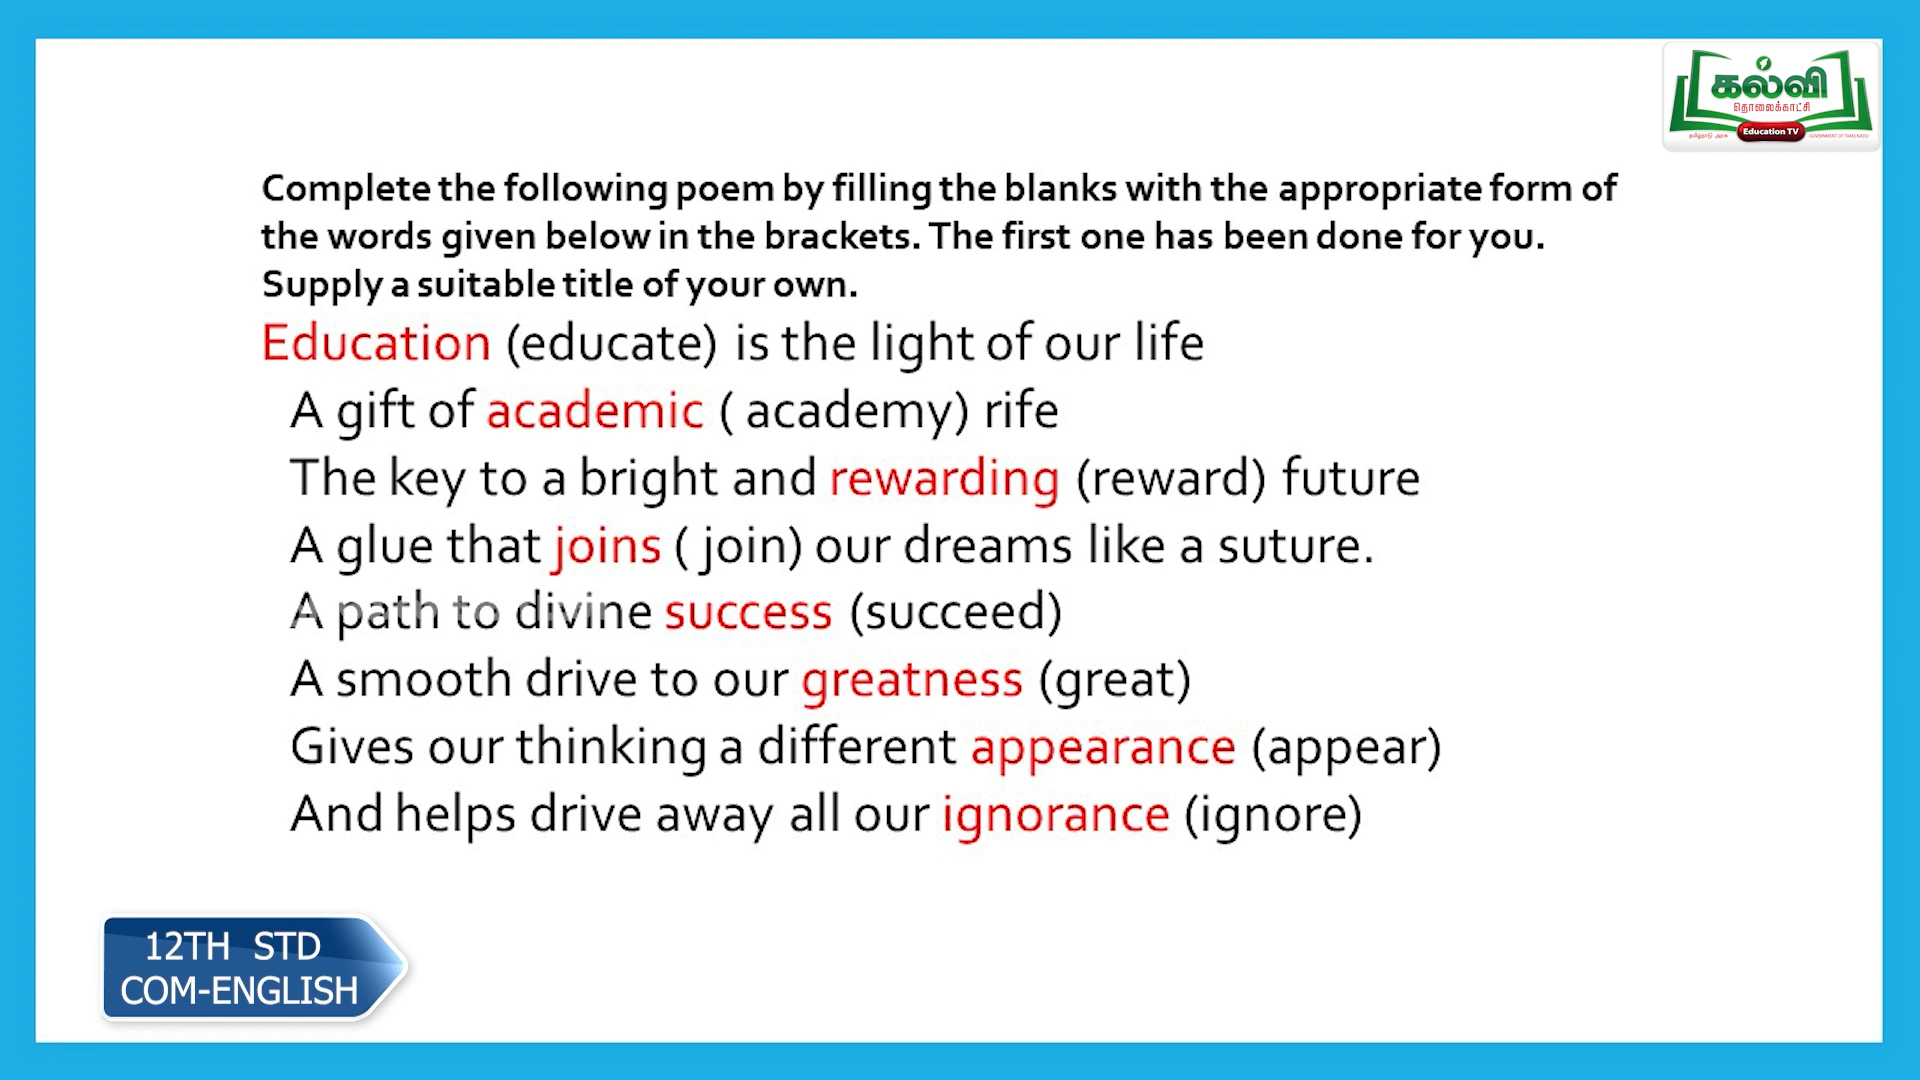 கல்வி
தொலைக்காட்சி
தமிழ்நாடு அரசு
Education TV
GOVERNMENT OF TAMILNADU
Complete the following poem by filling the blanks with the appropriate form of
the words given below in the brackets. The first one has been done for you.
Supply a suitable title of your own.
Education (educate) is the light of our life
A gift of academic ( academy) rife
The key to a bright and rewarding (reward) future
A glue that joins ( join) our dreams like a suture.
A path to divine success (succeed)
A smooth drive to our greatness (great)
Gives our thinking a different appearance (appear)
And helps drive away all our ignorance (ignore)
12TH STD
COM-ENGLISH